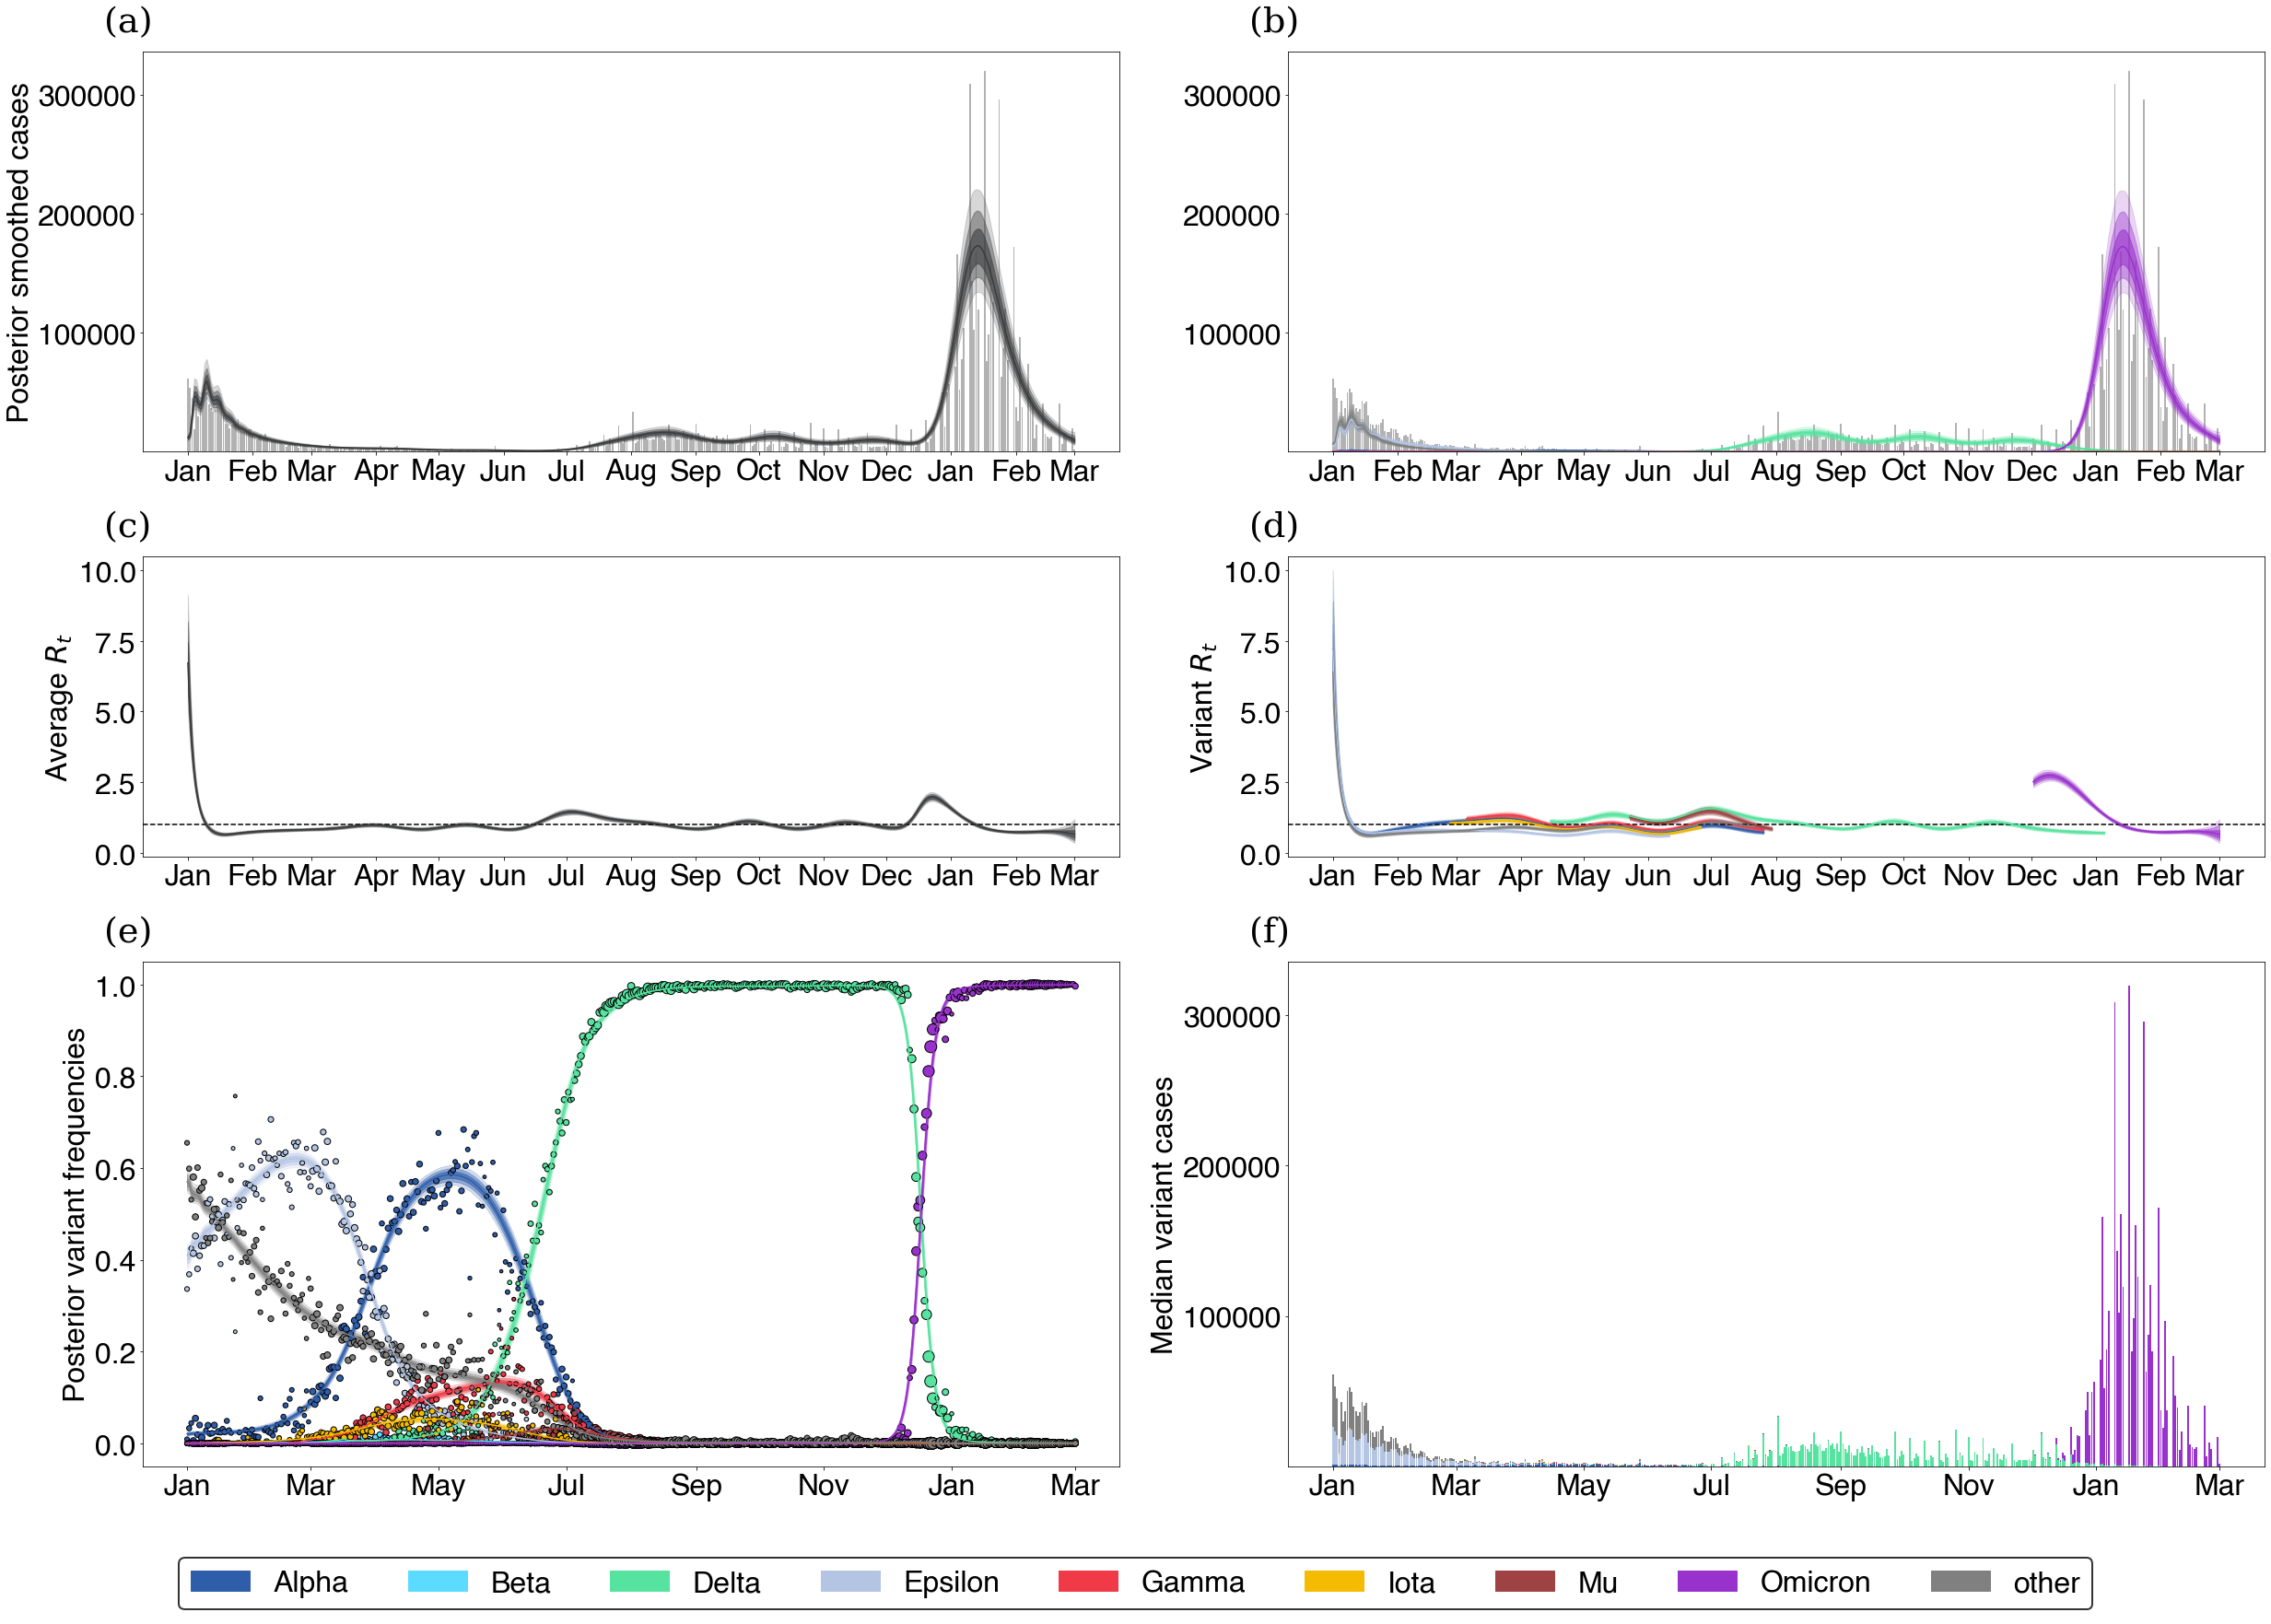 (a)
Posterior smoothed cases
300000
200000
100000
Jan Feb Mar Apr May Jun Jul Aug Sep Oct Nov Dec Jan Feb Mar
(b)
300000
200000
100000
Jan Feb Mar Apr May Jun Jul Aug Sep Oct Nov Dec Jan Feb Mar
(c)
Average R_t
10.0
7.5
5.0
2.5
0.0
Jan Feb Mar Apr May Jun Jul Aug Sep Oct Nov Dec Jan Feb Mar
(d)
Variant R_t
10.0
7.5
5.0
2.5
0.0
Jan Feb Mar Apr May Jun Jul Aug Sep Oct Nov Dec Jan Feb Mar
(e)
Posterior variant frequencies
1.0
0.8
0.6
0.4
0.2
0.0
Jan Mar May Jul Sep Nov Jan Mar
(f)
Median variant cases
300000
200000
100000
Jan Mar May Jul Sep Nov Jan Mar
Alpha Beta Delta Epsilon Gamma Iota Mu Omicron other